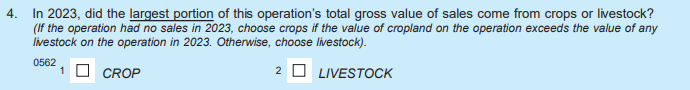 4. In 2023, did the largest portion of this operation's total gross value of sales come from crops or livestock?
(If the operation had no sales in 2023, choose crops if the value of cropland on the operation exceeds the value of any
livestock on the operation in 2023. Otherwise, choose livestock).
0562 1 ☐ CROP 2 ☐ LIVESTOCK